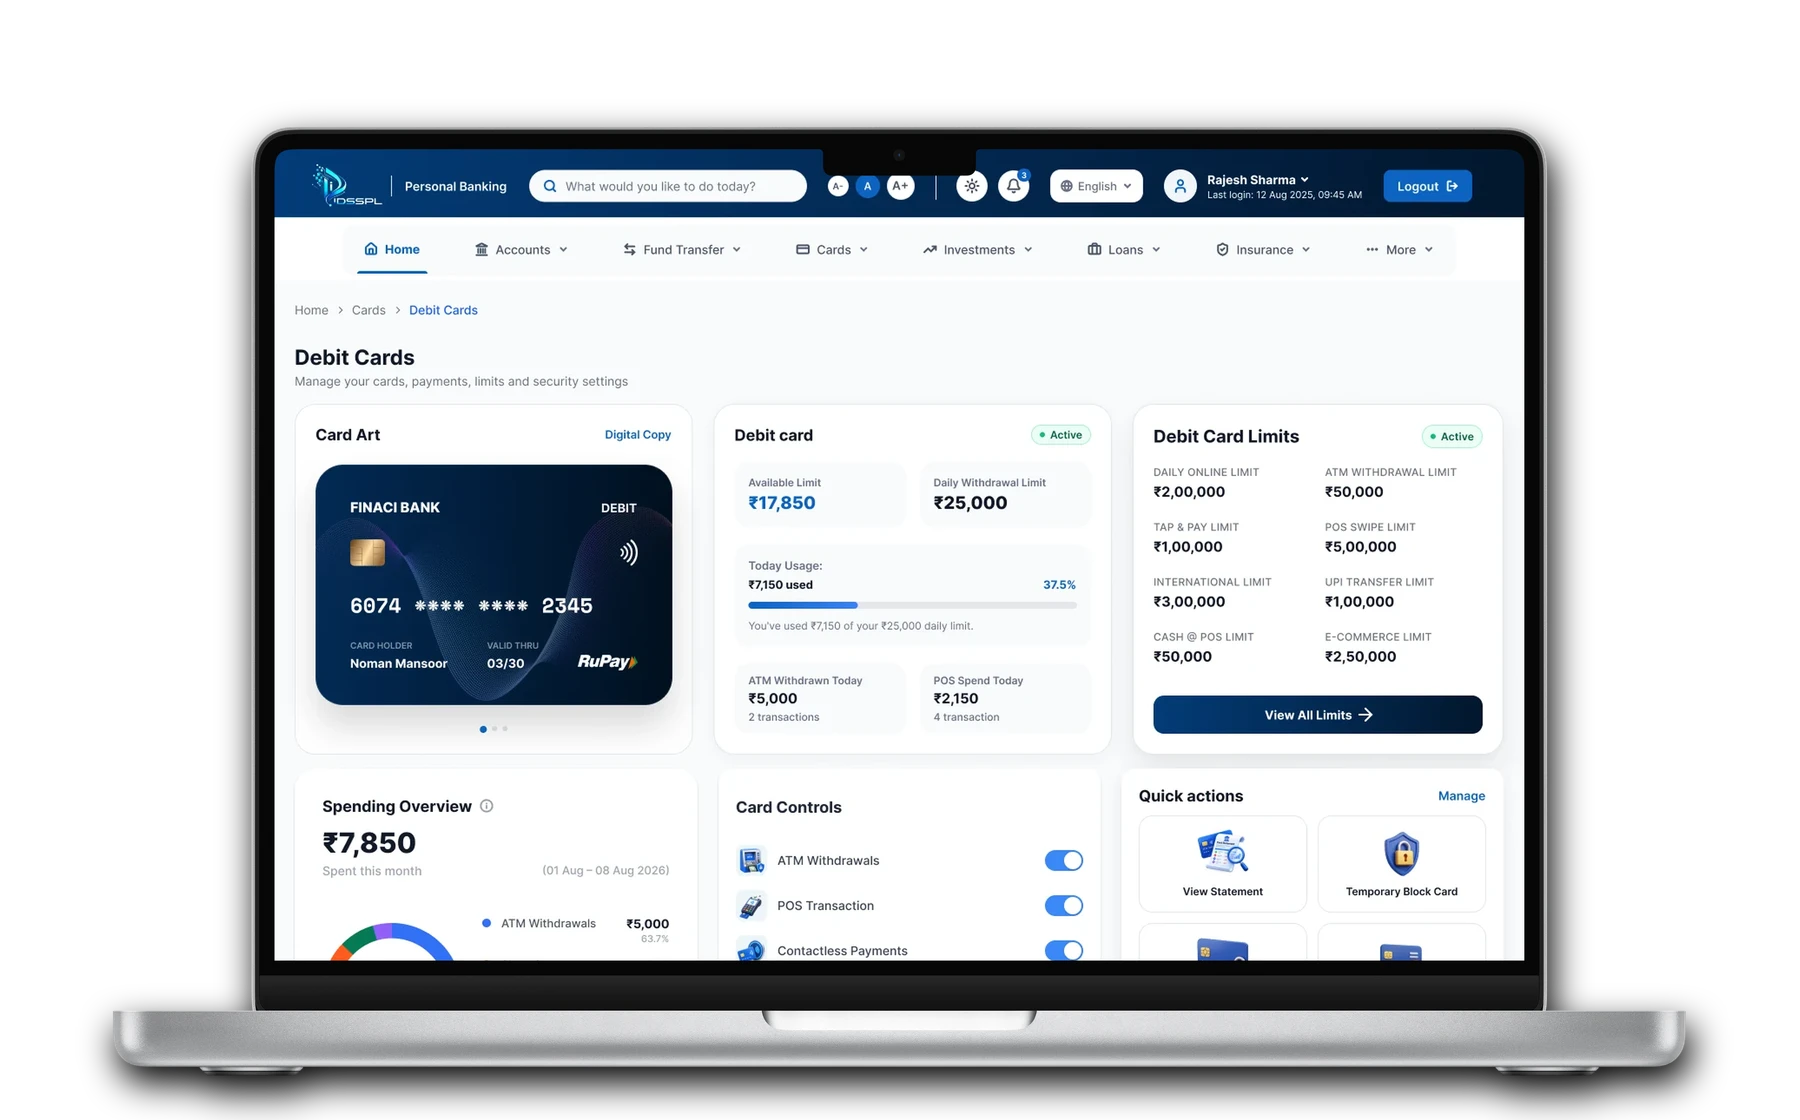 IDSSPL
Personal Banking
What would you like to do today?
A-
A
A+
3
English
Rajesh Sharma
Last login: 12 Aug 2025, 09:45 AM
Logout
Home
Accounts
Fund Transfer
Cards
Investments
Loans
Insurance
More
Home > Cards > Debit Cards
Debit Cards
Manage your cards, payments, limits and security settings
Card Art
Digital Copy
FINACI BANK
DEBIT
6074 **** **** 2345
CARD HOLDER
VALID THRU
Noman Mansoor
03/30
RuPay
Debit card
Active
Available Limit
₹17,850
Daily Withdrawal Limit
₹25,000
Today Usage:
₹7,150 used
37.5%
You've used ₹7,150 of your ₹25,000 daily limit.
ATM Withdrawn Today
₹5,000
2 transactions
POS Spend Today
₹2,150
4 transaction
Debit Card Limits
Active
DAILY ONLINE LIMIT
₹2,00,000
ATM WITHDRAWAL LIMIT
₹50,000
TAP & PAY LIMIT
₹1,00,000
POS SWIPE LIMIT
₹5,00,000
INTERNATIONAL LIMIT
₹3,00,000
UPI TRANSFER LIMIT
₹1,00,000
CASH @ POS LIMIT
₹50,000
E-COMMERCE LIMIT
₹2,50,000
View All Limits
Spending Overview
₹7,850
Spent this month
(01 Aug – 08 Aug 2026)
ATM Withdrawals
₹5,000
63.7%
Card Controls
ATM Withdrawals
POS Transaction
Contactless Payments
Quick actions
Manage
View Statement
Temporary Block Card